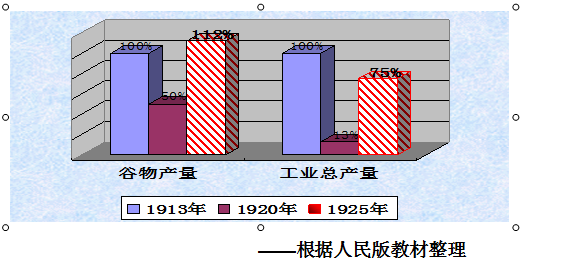 100% 50% 112% 100% 13% 75%
谷物产量 工业总产量
1913年 1920年 1925年
——根据人民版教材整理